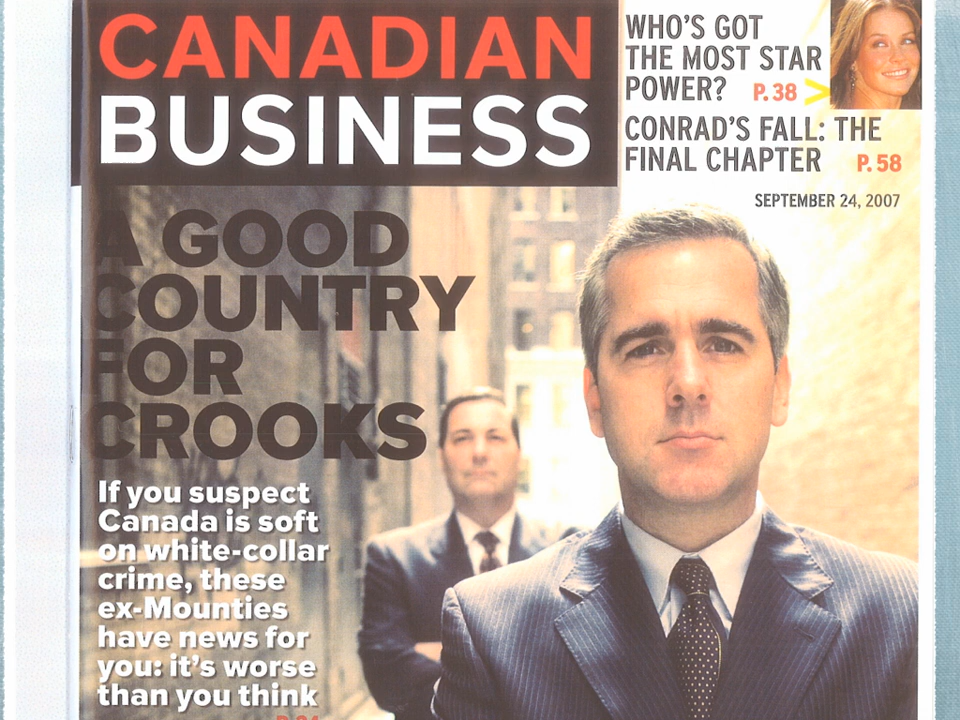 CANADIAN
BUSINESS
WHO'S GOT
THE MOST STAR
POWER? P.38 >
CONRAD'S FALL: THE
FINAL CHAPTER P.58
SEPTEMBER 24, 2007
A GOOD
COUNTRY
FOR
CROOKS
If you suspect
Canada is soft
on white-collar
crime, these
ex-Mounties
have news for
you: it's worse
than you think